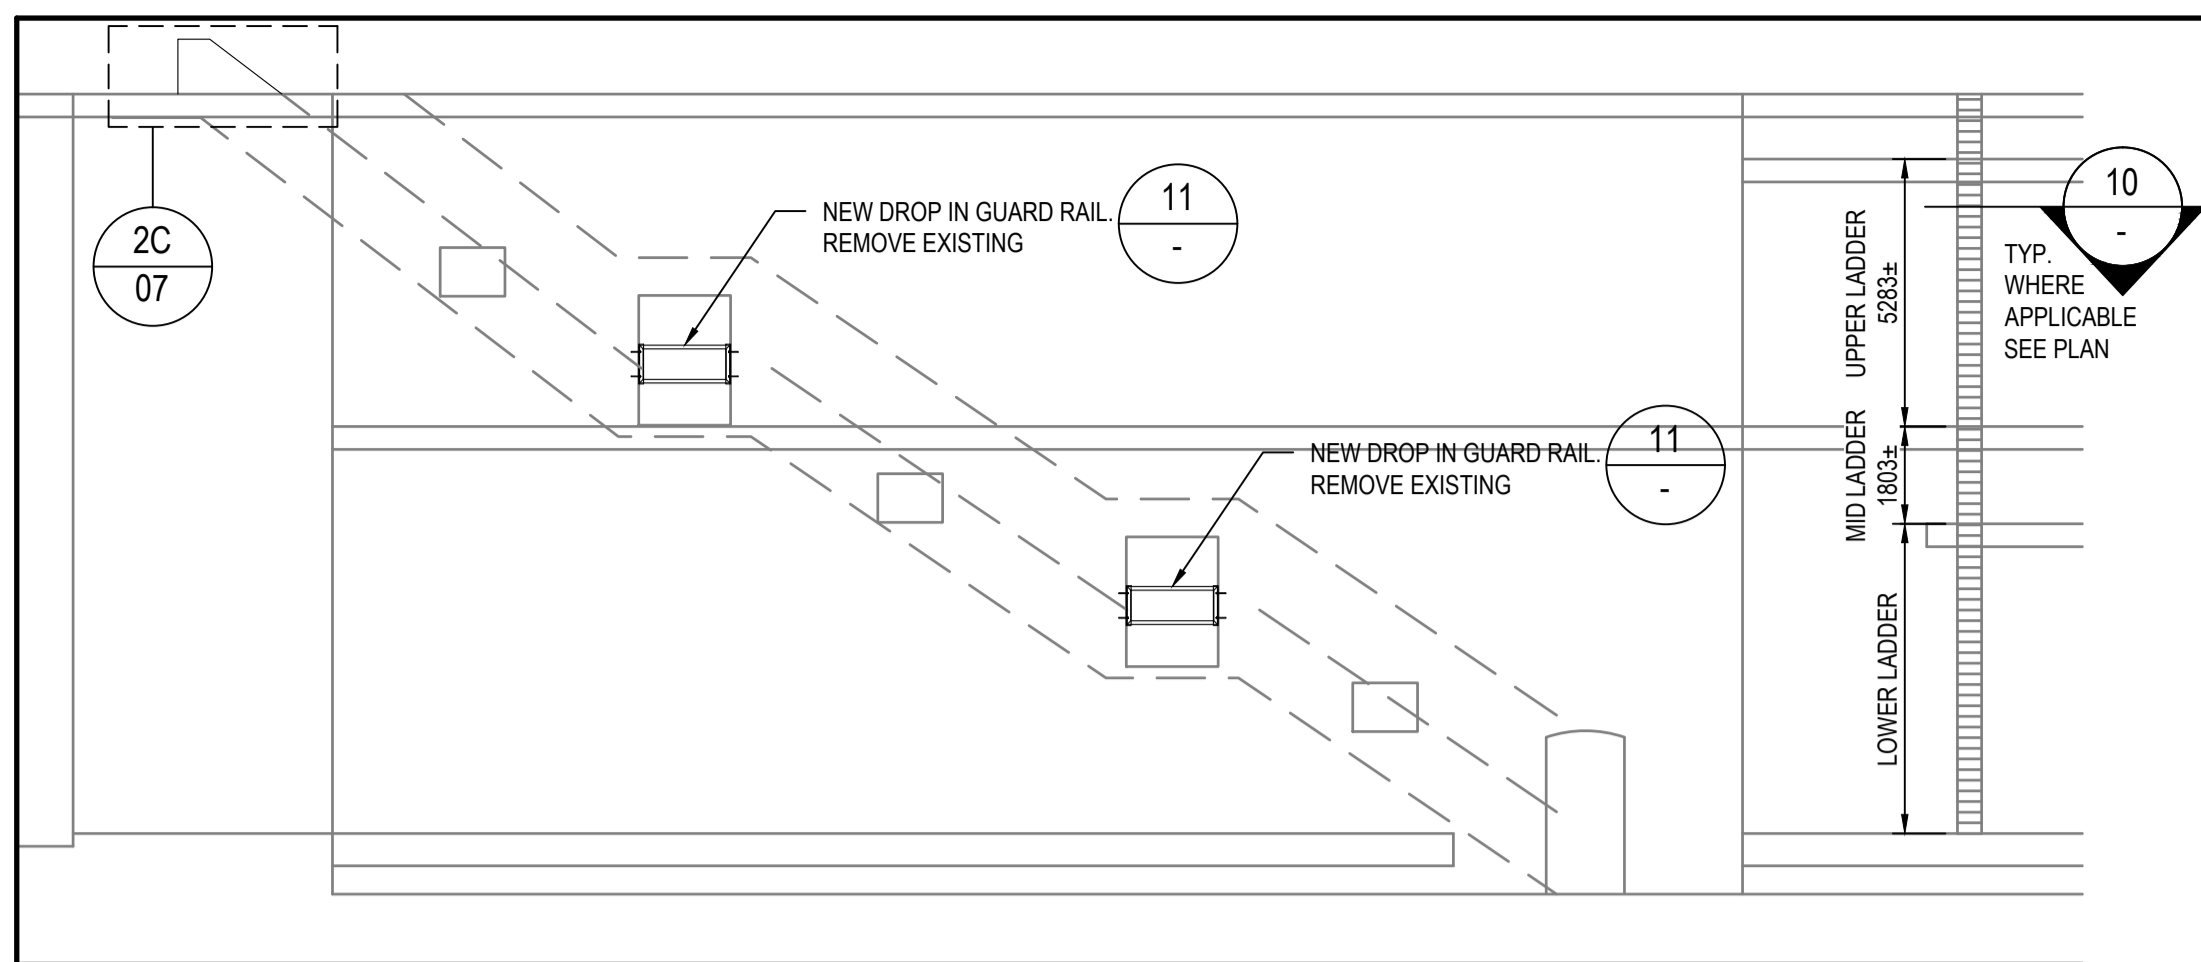 2C
07
NEW DROP IN GUARD RAIL.
REMOVE EXISTING
11
-
NEW DROP IN GUARD RAIL.
REMOVE EXISTING
11
-
UPPER LADDER
5283±
MID LADDER
1803±
LOWER LADDER
10
-
TYP.
WHERE
APPLICABLE
SEE PLAN